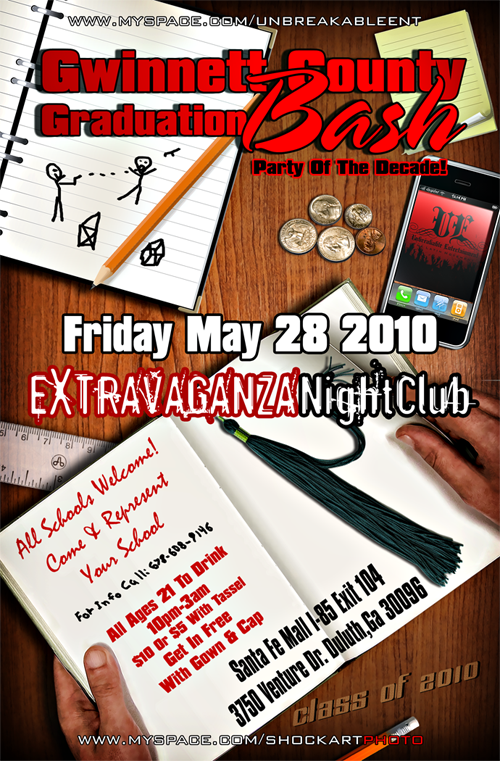 WWW.MYSPACE.COM/UNBREAKABLEENT
Gwinnett County
Graduation Bash
Party Of The Decade!
UE
Friday May 28 2010
EXTRAVAGANZA NightClub
All Schools Welcome!
Come & Represent
Your School
For Info Call: 678-608-9146
All Ages 21 To Drink
10pm-3am
$10 Or $5 With Tassel
Get In Free
With Gown & Cap
Santa Fe Mall I-85 Exit 104
3750 Venture Dr. Duluth,Ga 30096
class of 2010
WWW.MYSPACE.COM/SHOCKARTPHOTO